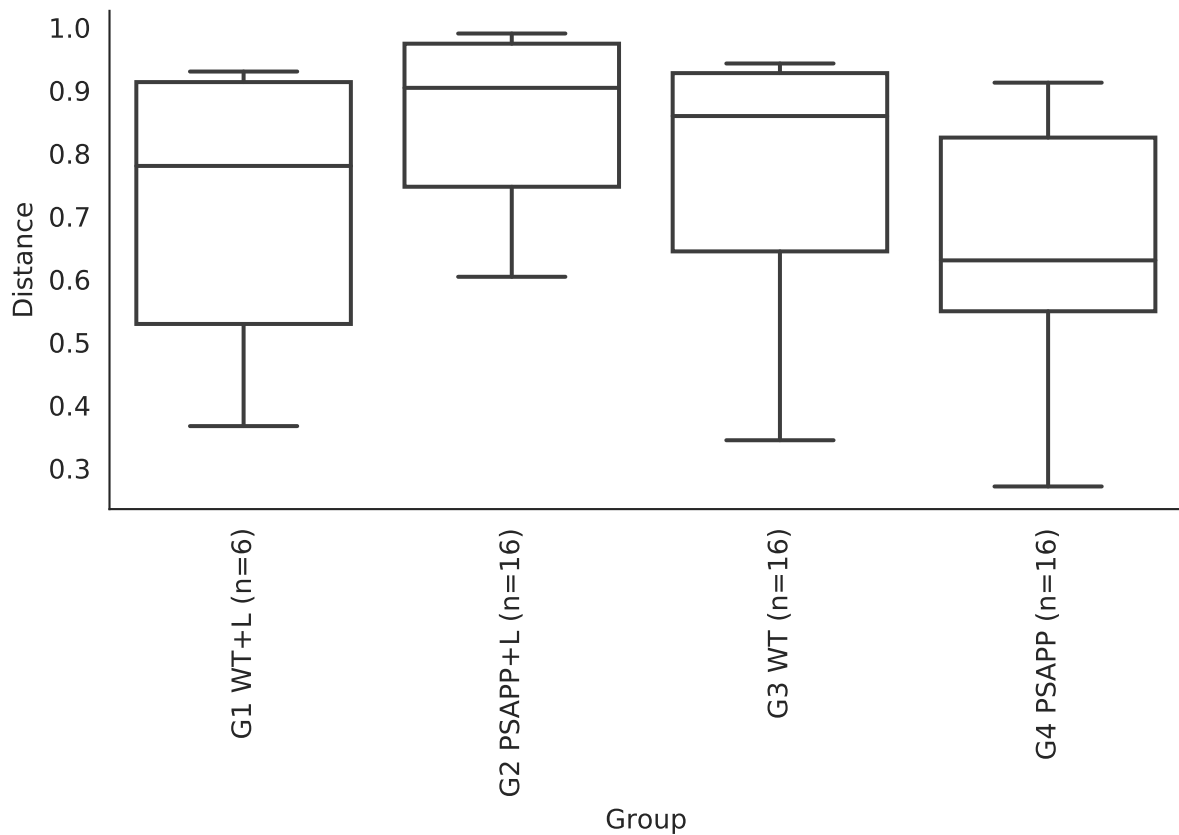 1.0
0.9
0.8
0.7
0.6
0.5
0.4
0.3
Distance
G1 WT+L (n=6)
G2 PSAPP+L (n=16)
G3 WT (n=16)
G4 PSAPP (n=16)
Group